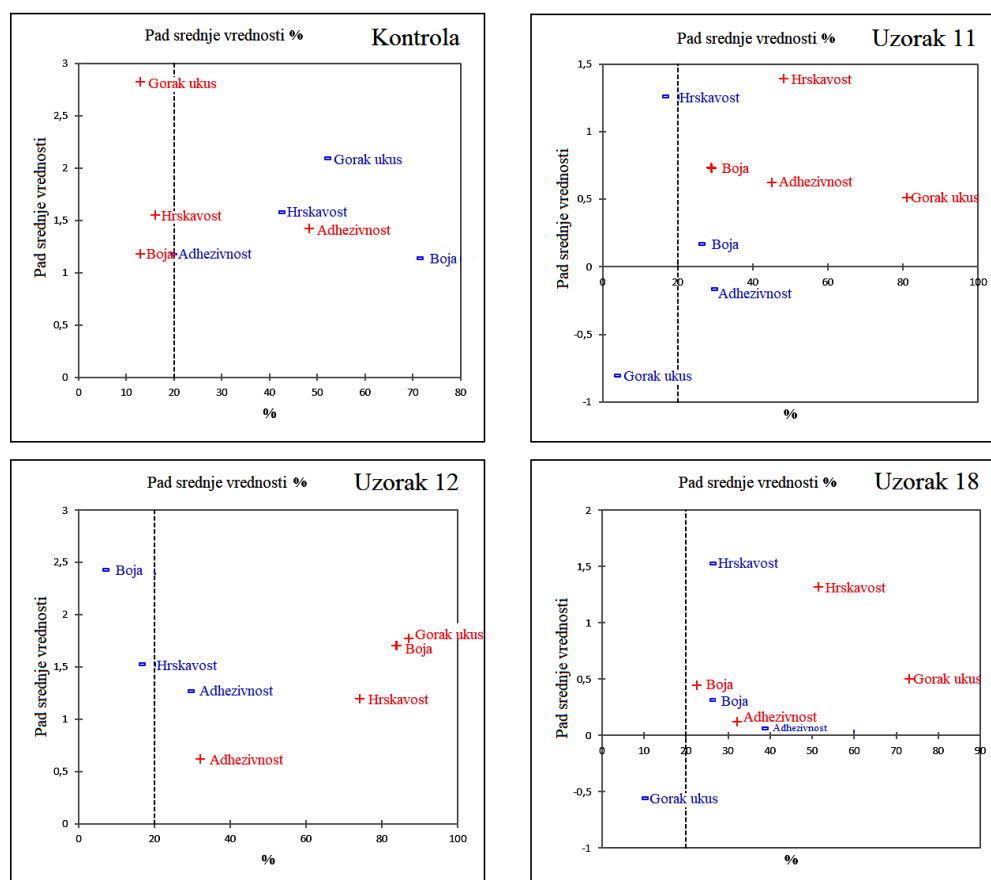 Pad srednje vrednosti %
Kontrola
Pad srednje vrednosti
3
2,5
2
1,5
1
0,5
0
Gorak ukus
Gorak ukus
Hrskavost
Hrskavost
Adhezivnost
Boja
Adhezivnost
Boja
0 10 20 30 40 50 60 70 80
%
Pad srednje vrednosti %
Uzorak 11
Pad srednje vrednosti
1,5
1
0,5
0
-0,5
-1
Hrskavost
Hrskavost
Boja
Adhezivnost
Gorak ukus
Boja
0 20 40 60 80 100
Adhezivnost
Gorak ukus
%
Pad srednje vrednosti %
Uzorak 12
Pad srednje vrednosti
3
2,5
2
1,5
1
0,5
0
Boja
Gorak ukus
Boja
Hrskavost
Adhezivnost
Hrskavost
Adhezivnost
0 20 40 60 80 100
%
Pad srednje vrednosti %
Uzorak 18
Pad srednje vrednosti
2
1,5
1
0,5
0
-0,5
-1
Hrskavost
Hrskavost
Gorak ukus
Boja
Boja
Adhezivnost
Adhezivnost
0 10 20 30 40 50 60 70 80 90
Gorak ukus
%